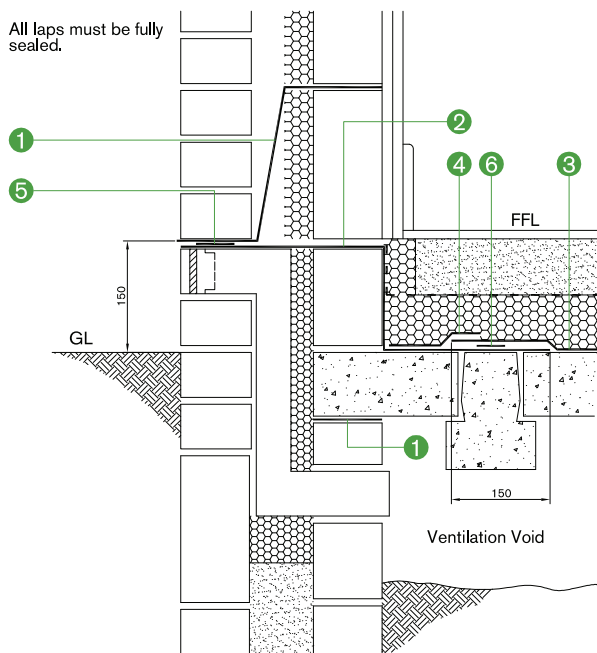 All laps must be fully
sealed.
1
2
5
4
6
3
FFL
150
GL
1
150
Ventilation Void